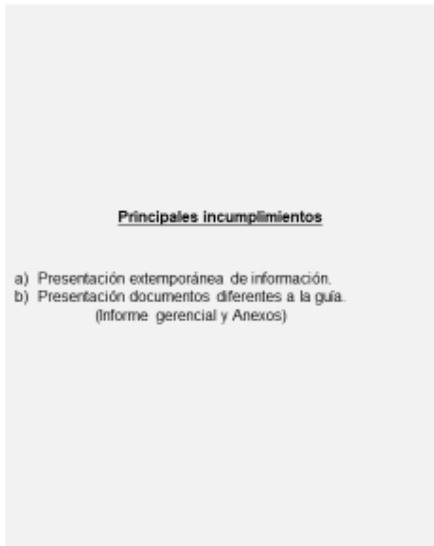 Principales incumplimientos
a) Presentación extemporánea de información.
b) Presentación documentos diferentes a la guía.
(Informe gerencial y Anexos)